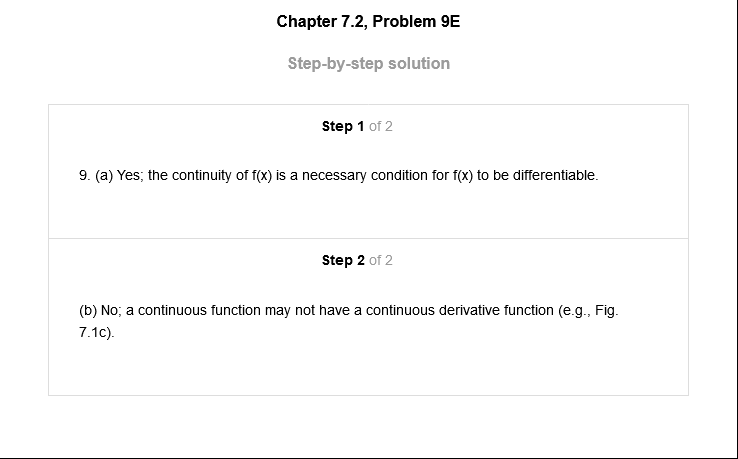 Chapter 7.2, Problem 9E
Step-by-step solution
Step 1 of 2
9. (a) Yes; the continuity of f(x) is a necessary condition for f(x) to be differentiable.
Step 2 of 2
(b) No; a continuous function may not have a continuous derivative function (e.g., Fig.
7.1c).